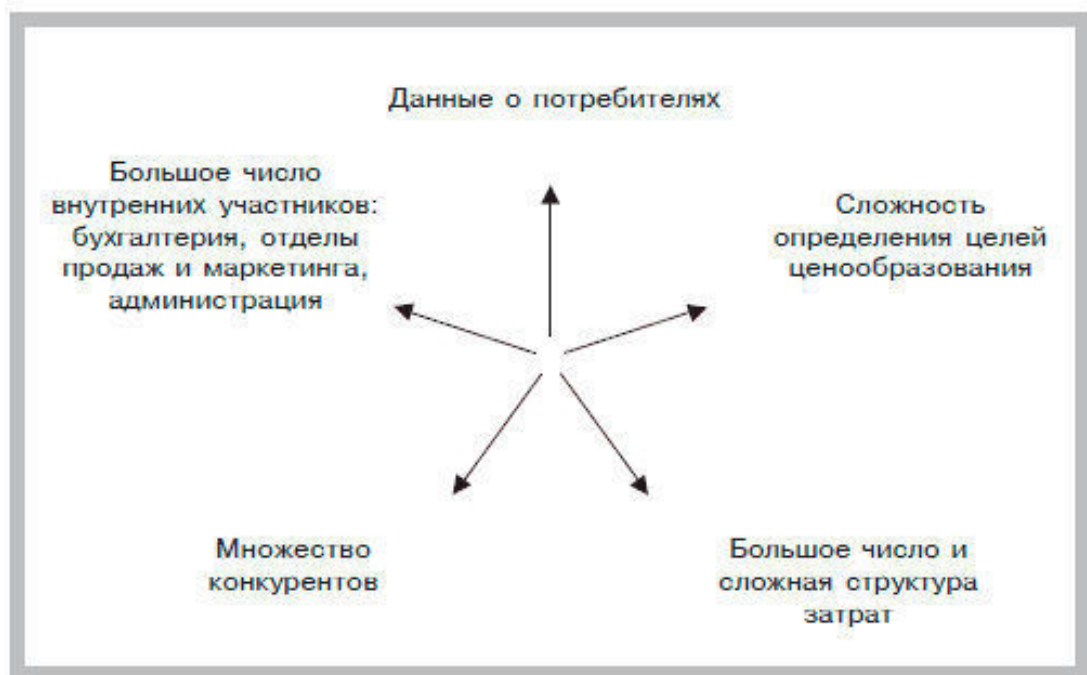 Данные о потребителях
Большое число
внутренних участников:
бухгалтерия, отделы
продаж и маркетинга,
администрация
Сложность
определения целей
ценообразования
Множество
конкурентов
Большое число и
сложная структура
затрат